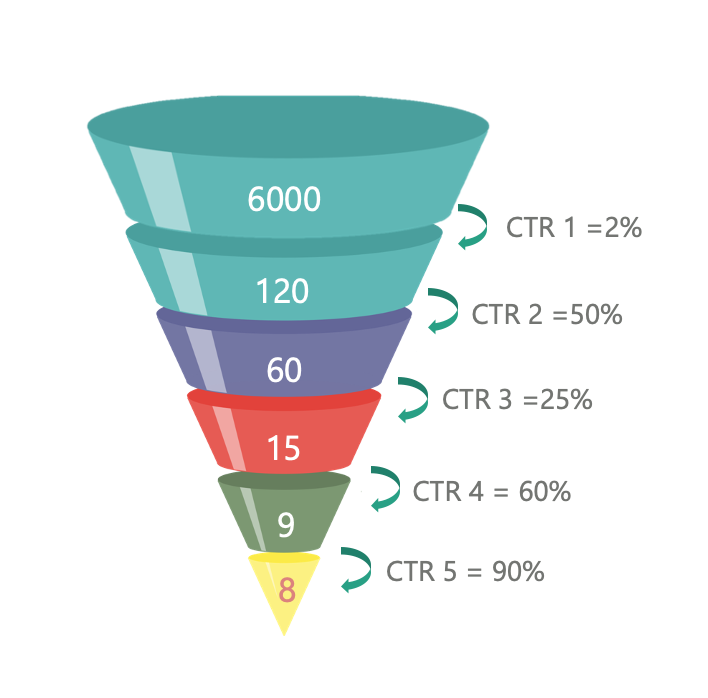 6000
CTR 1 =2%
120
CTR 2 =50%
60
CTR 3 =25%
15
CTR 4 = 60%
9
CTR 5 = 90%
8